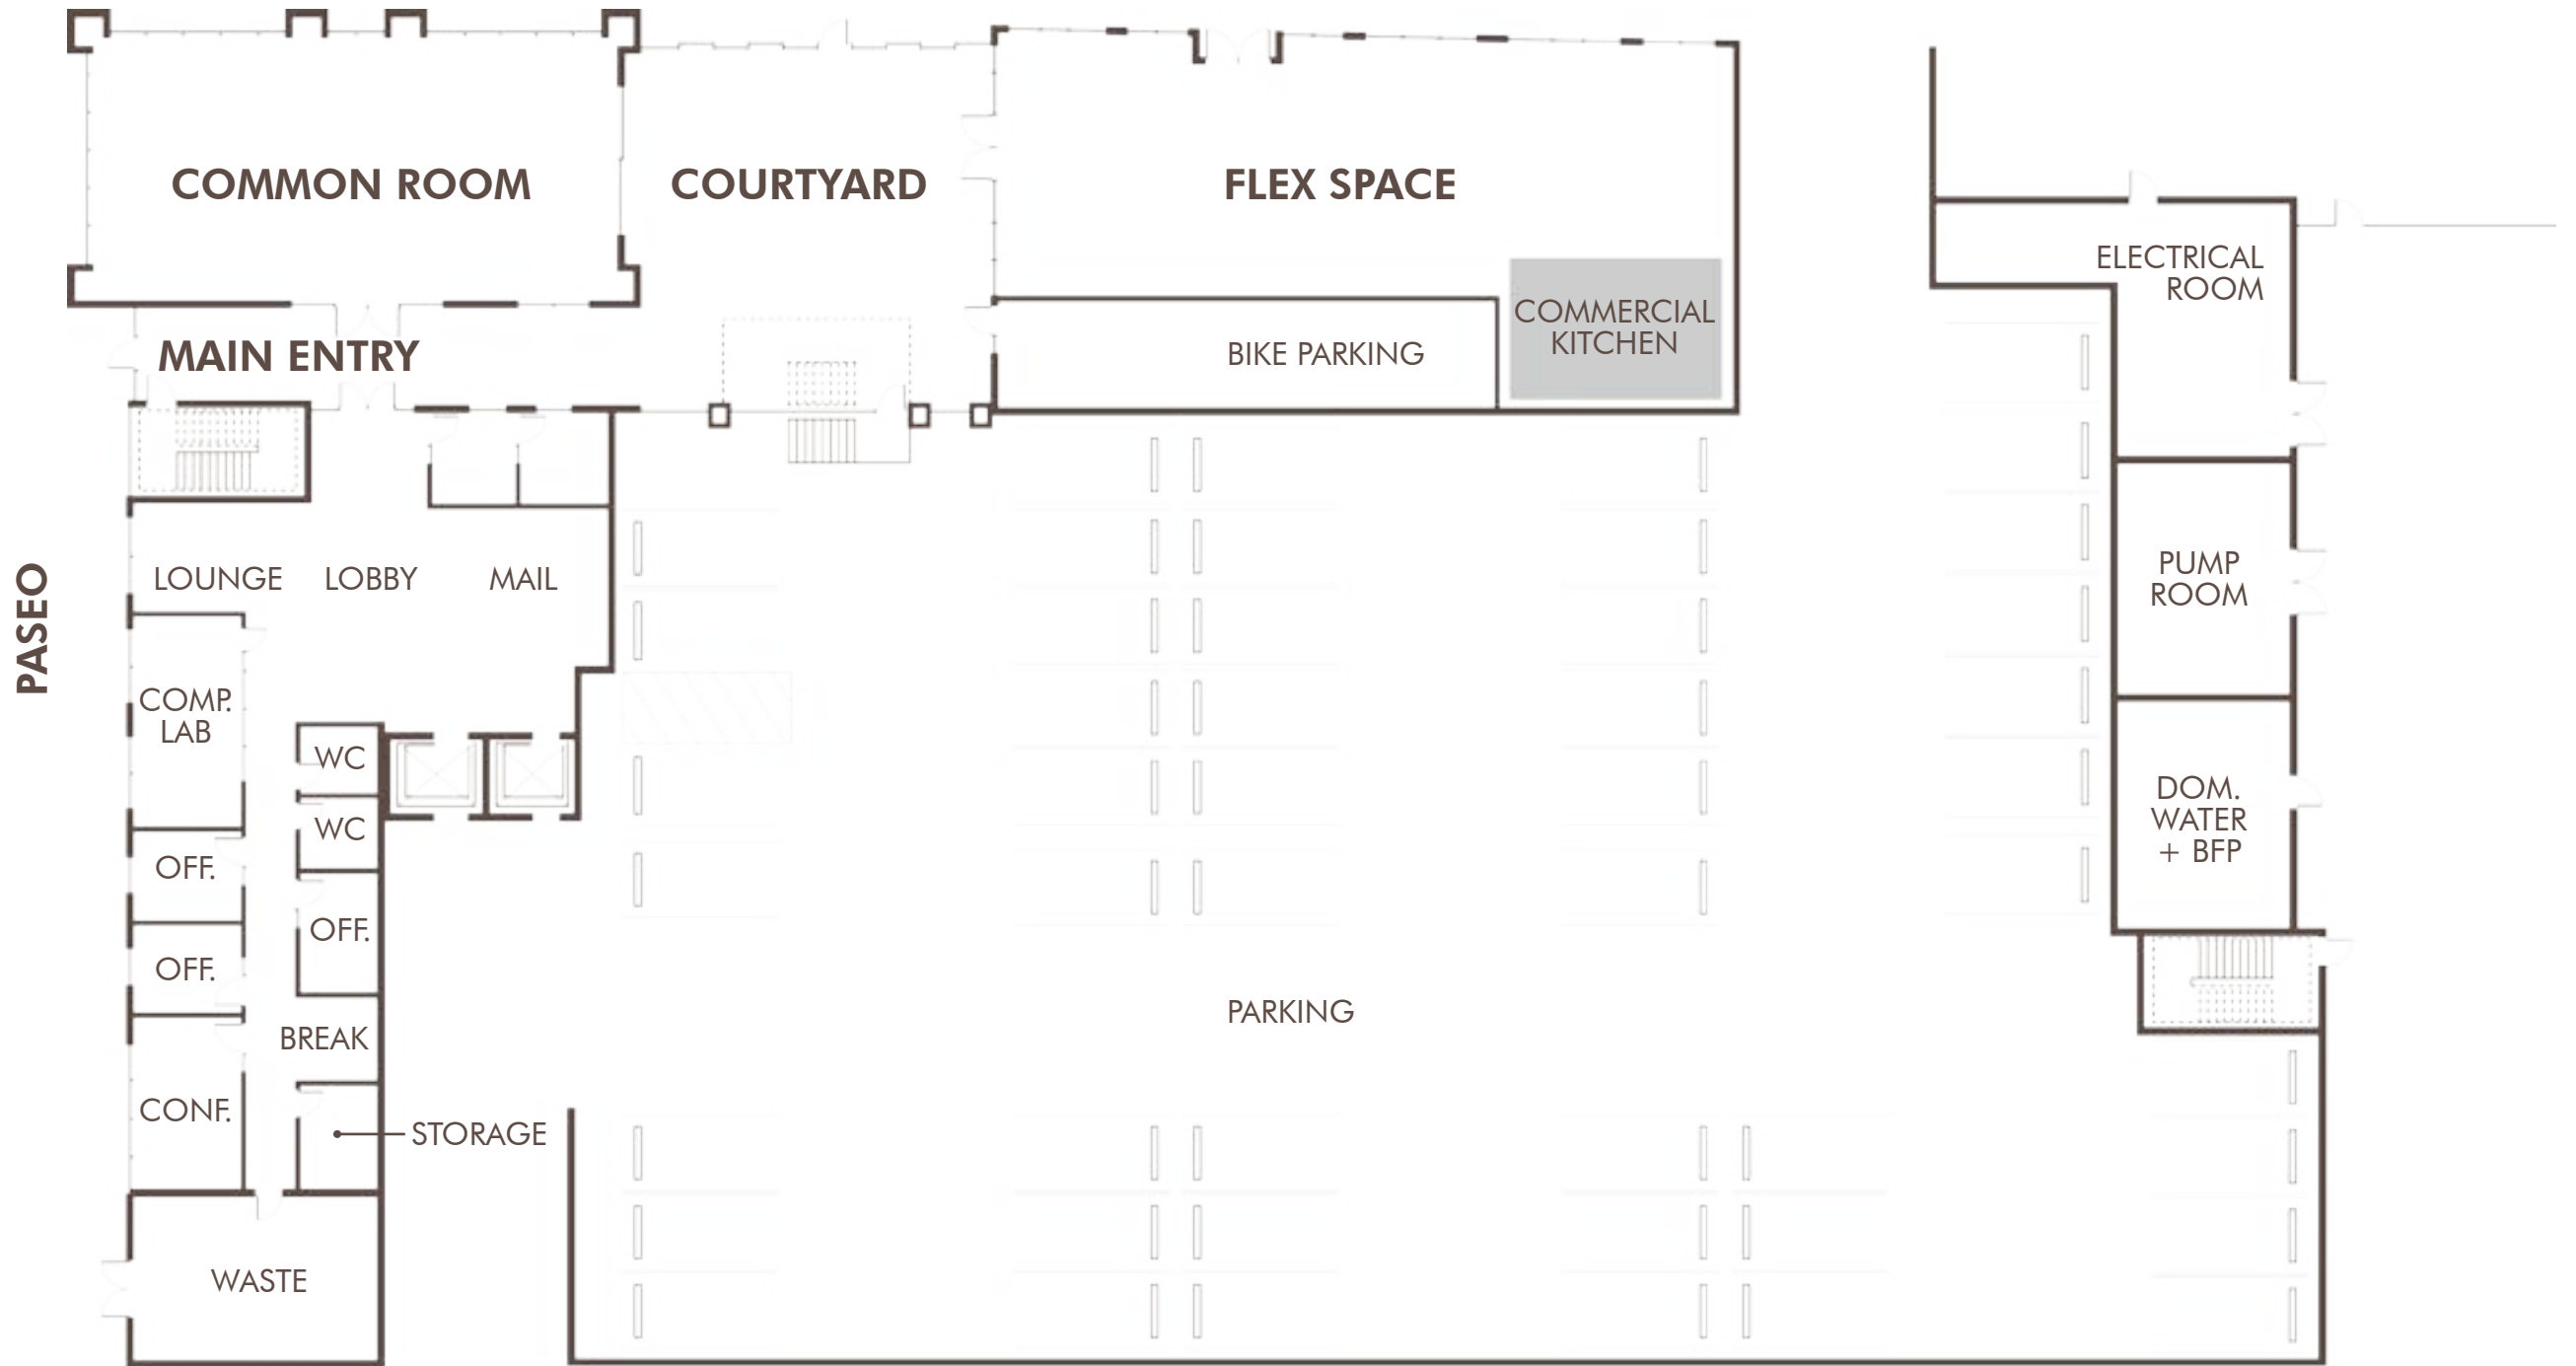 COMMON ROOM
COURTYARD
FLEX SPACE
ELECTRICAL
ROOM
COMMERCIAL
KITCHEN
MAIN ENTRY
BIKE PARKING
PASEO
LOUNGE
LOBBY
MAIL
PUMP
ROOM
COMP.
LAB
WC
WC
DOM.
WATER
+ BFP
OFF.
OFF.
OFF.
PARKING
BREAK
CONF.
STORAGE
WASTE